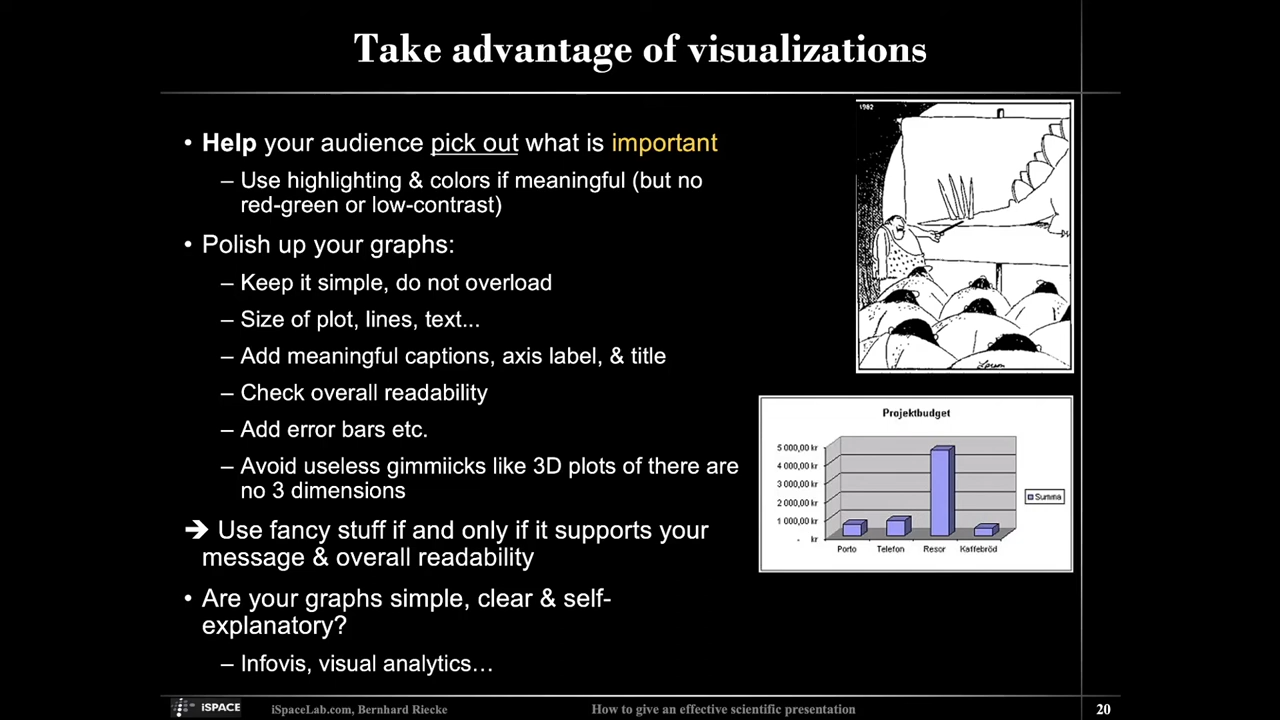 Take advantage of visualizations
• Help your audience pick out what is important
– Use highlighting & colors if meaningful (but no
red-green or low-contrast)
• Polish up your graphs:
– Keep it simple, do not overload
– Size of plot, lines, text...
– Add meaningful captions, axis label, & title
– Check overall readability
– Add error bars etc.
– Avoid useless gimmiicks like 3D plots of there are
no 3 dimensions
➔ Use fancy stuff if and only if it supports your
message & overall readability
• Are your graphs simple, clear & self-
explanatory?
– Infovis, visual analytics…
1982
Larson
Projektbudget
5 000,00 kr
4 000,00 kr
3 000,00 kr
2 000,00 kr
1 000,00 kr
- kr
Porto Telefon Resor Kaffebröd
Summa
iSPACE
iSpaceLab.com, Bernhard Riecke
How to give an effective scientific presentation
20